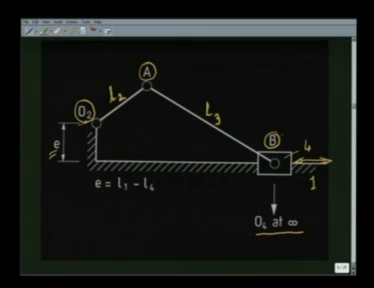 A
l₂
O₂
l₃
B
4
e
1
e = l₁ - l₄
O₄ at ∞